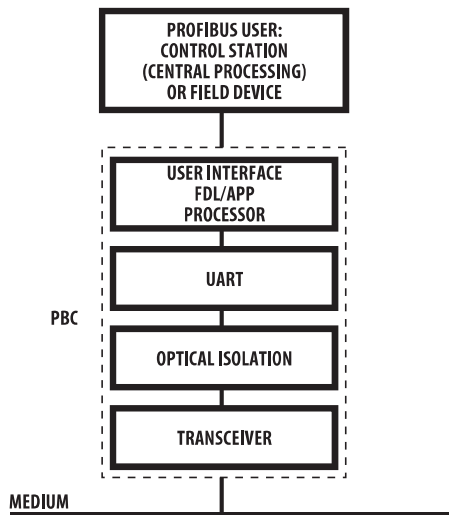 PROFIBUS USER:
CONTROL STATION
(CENTRAL PROCESSING)
OR FIELD DEVICE
USER INTERFACE
FDL/APP
PROCESSOR
UART
PBC
OPTICAL ISOLATION
TRANSCEIVER
MEDIUM